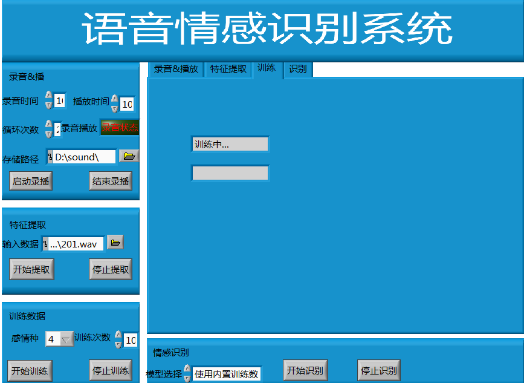 语音情感识别系统
录音&播
录音时间 10 播放时间 10
循环次数 2 录音播放
存储路径 D:\sound\
启动录播 结束录播
特征提取
输入数据 ...\201.wav
开始提取 停止提取
训练数据
感情种 4 训练次数 10
开始训练 停止训练
录音&播放 特征提取 训练 识别
训练中...
情感识别
模型选择 使用内置训练数
开始识别 停止识别